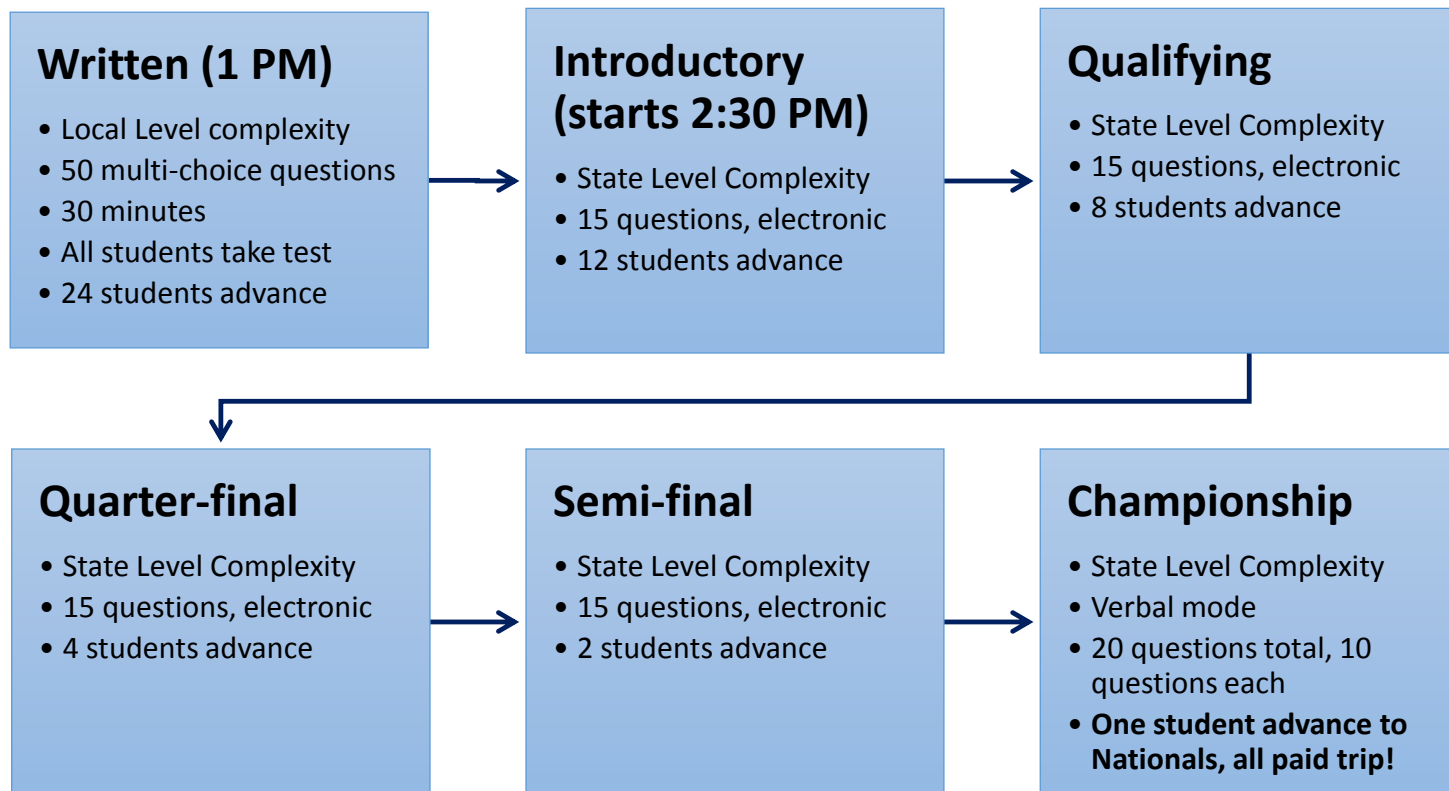 Written (1 PM)
• Local Level complexity
• 50 multi-choice questions
• 30 minutes
• All students take test
• 24 students advance
Introductory
(starts 2:30 PM)
• State Level Complexity
• 15 questions, electronic
• 12 students advance
Qualifying
• State Level Complexity
• 15 questions, electronic
• 8 students advance
Quarter-final
• State Level Complexity
• 15 questions, electronic
• 4 students advance
Semi-final
• State Level Complexity
• 15 questions, electronic
• 2 students advance
Championship
• State Level Complexity
• Verbal mode
• 20 questions total, 10
questions each
• One student advance to
Nationals, all paid trip!